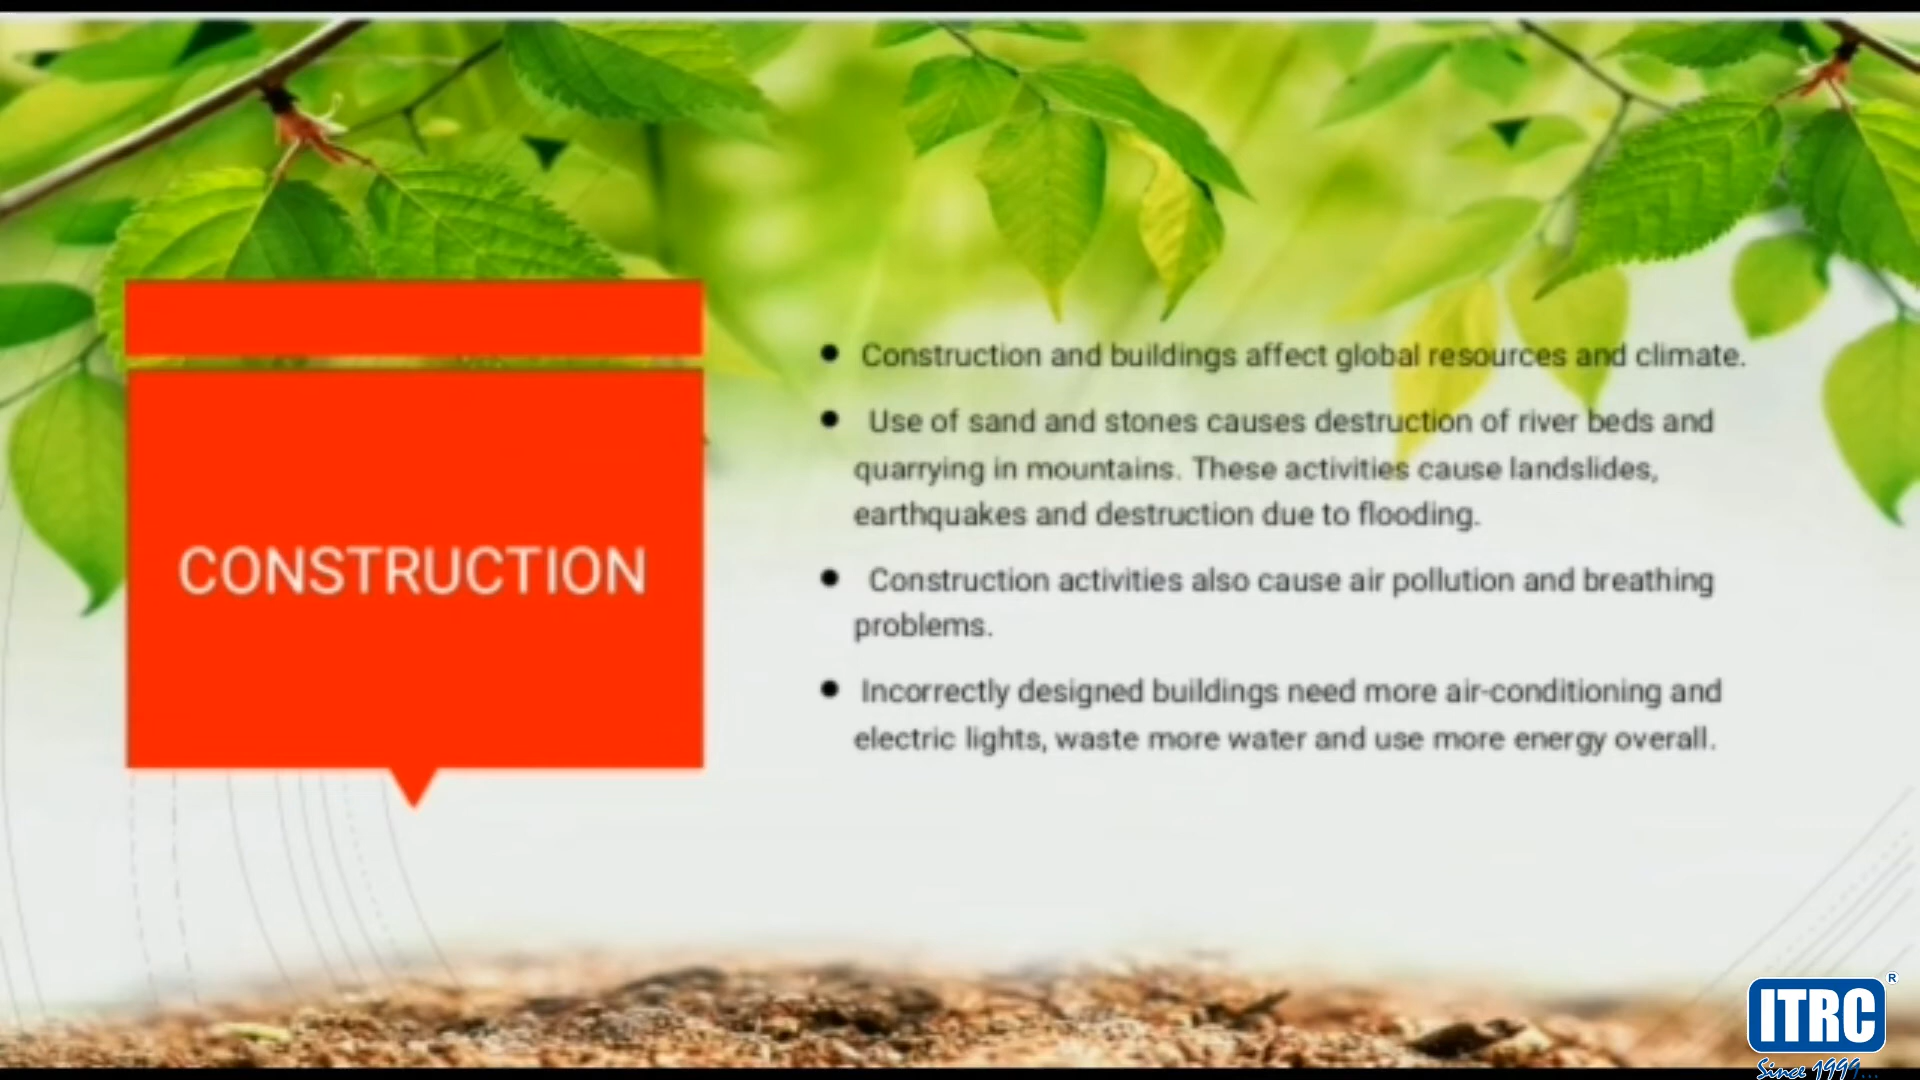 CONSTRUCTION
● Construction and buildings affect global resources and climate.
● Use of sand and stones causes destruction of river beds and
quarrying in mountains. These activities cause landslides,
earthquakes and destruction due to flooding.
● Construction activities also cause air pollution and breathing
problems.
● Incorrectly designed buildings need more air-conditioning and
electric lights, waste more water and use more energy overall.
ITRC®
Since 1999...